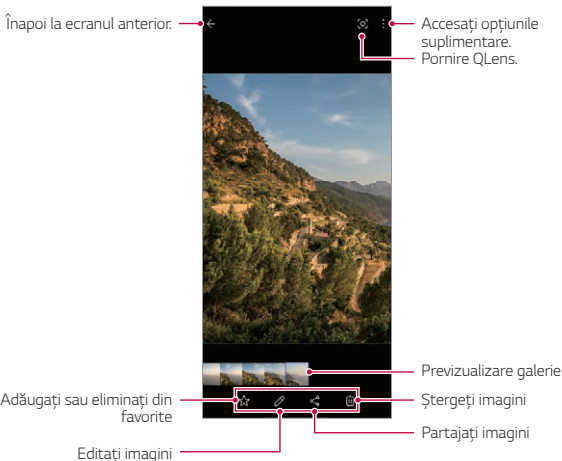 Înapoi la ecranul anterior.
Accesați opțiunile
suplimentare.
Pornire QLens.
Previzualizare galerie
Adăugați sau eliminați din
favorite
Ștergeți imagini
Partajați imagini
Editați imagini